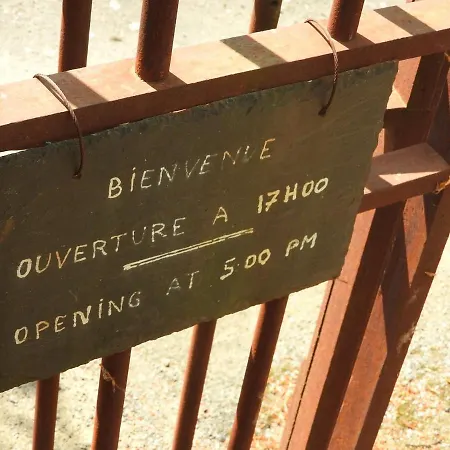 BIENVENUE
OUVERTURE A 17H00
OPENING AT 5:00 PM